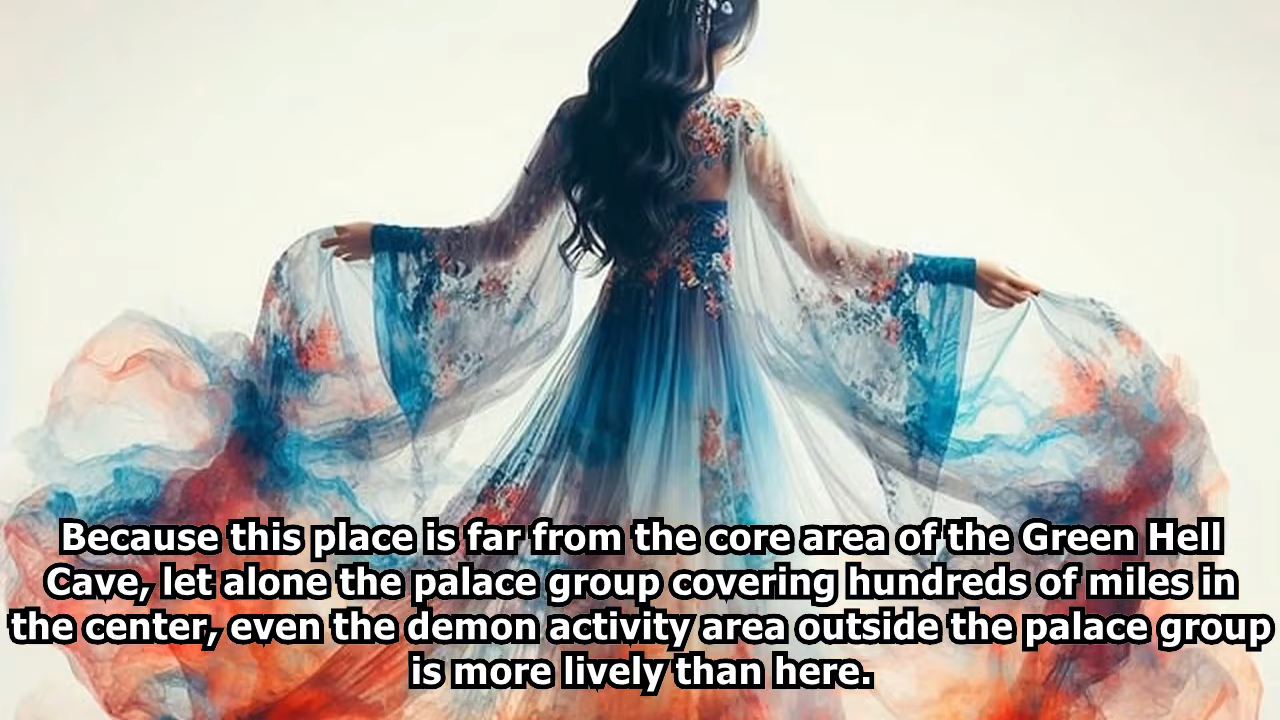 Because this place is far from the core area of the Green Hell
Cave, let alone the palace group covering hundreds of miles in
the center, even the demon activity area outside the palace group
is more lively than here.